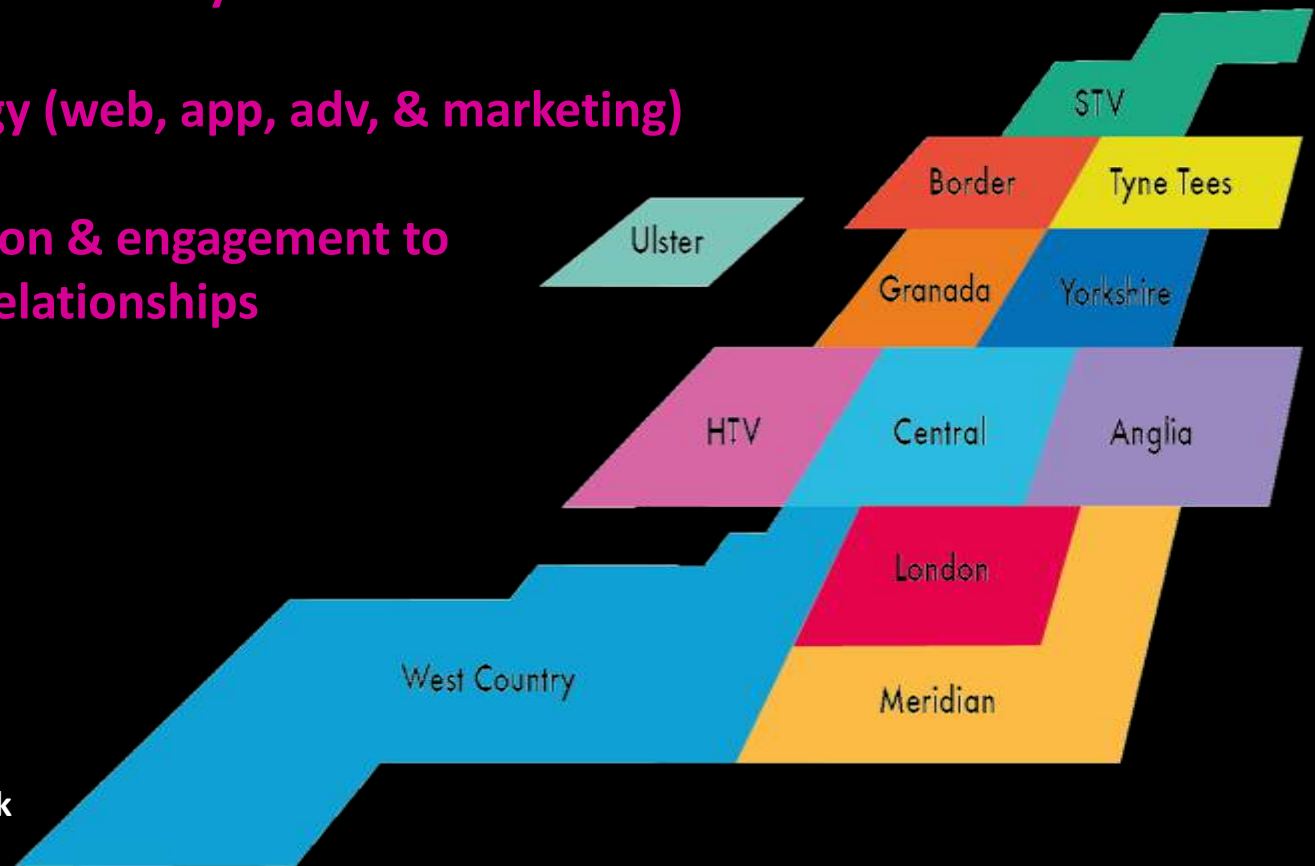 gy (web, app, adv, & marketing)
on & engagement to
elationships
STV
Border
Tyne Tees
Ulster
Granada
Yorkshire
HTV
Central
Anglia
London
West Country
Meridian
k